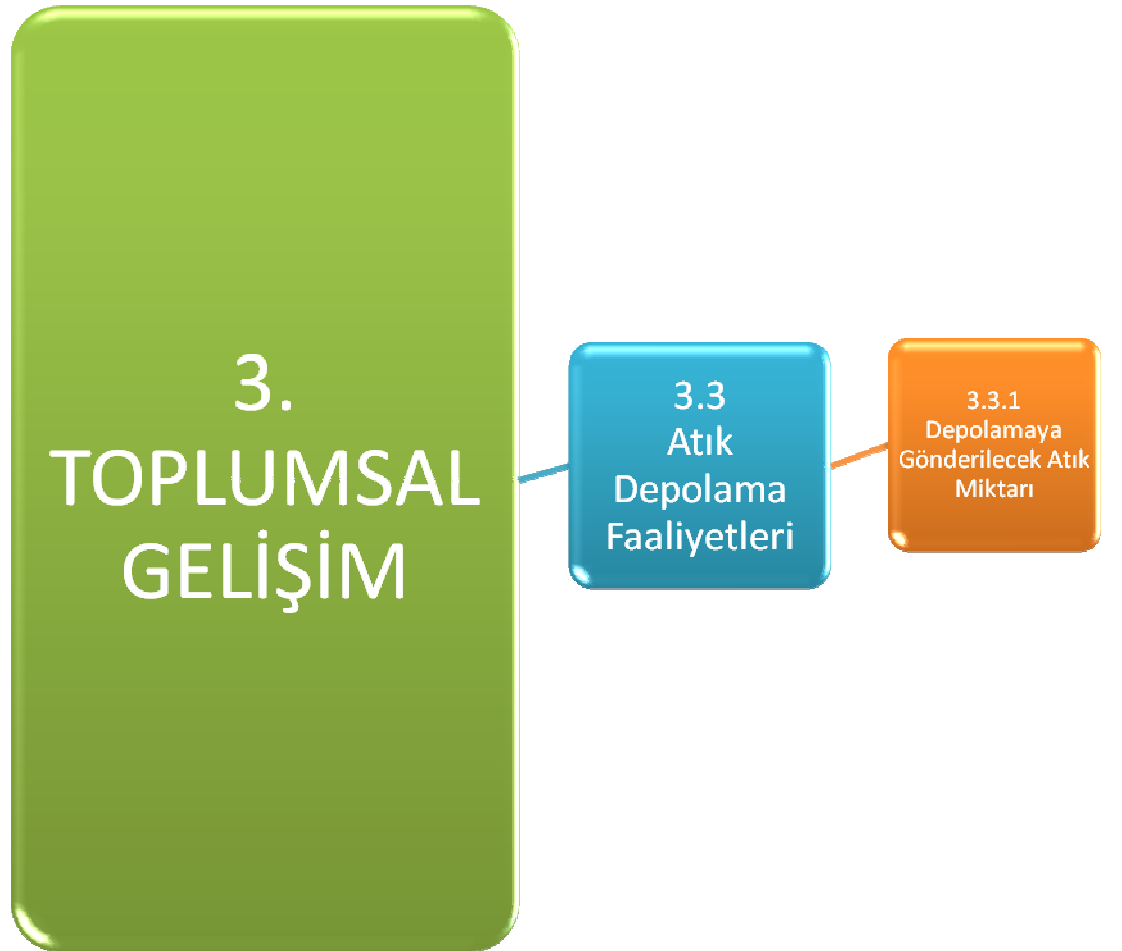 3.
TOPLUMSAL
GELİŞİM
3.3
Atık
Depolama
Faaliyetleri
3.3.1
Depolamaya
Gönderilecek Atık
Miktarı